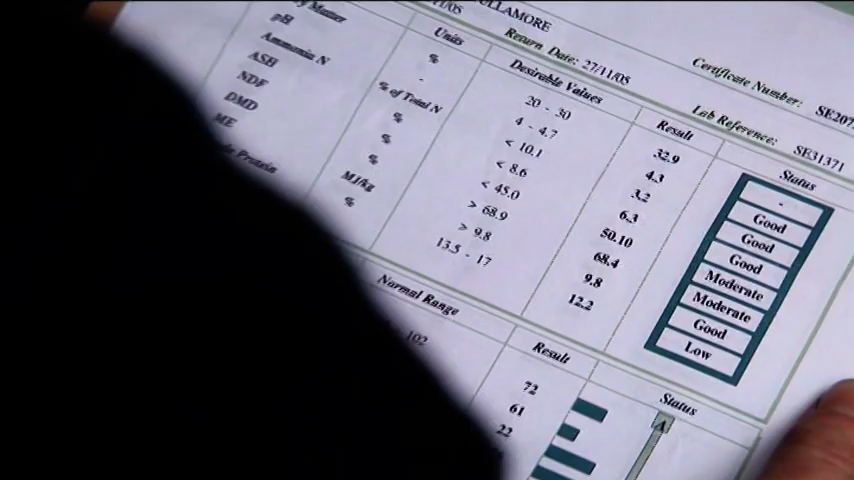 /05
ULLAMORE
Return Date: 27/11/05
Certificate Number: SE207
Units Desirable Values
Lab Reference: SE31371
Result Status
% 20 - 30 32.9 -
pH - 4 - 4.7 4.3 Good
Ammonia N % of Total N < 10.1 3.2 Good
ASH % < 8.6 6.3 Good
NDF % < 45.0 50.10 Moderate
DMD % > 68.9 68.4 Moderate
ME MJ/kg > 9.8 9.8 Good
Protein % 13.5 - 17 12.2 Low
Normal Range Result Status
102 72
61
22
A